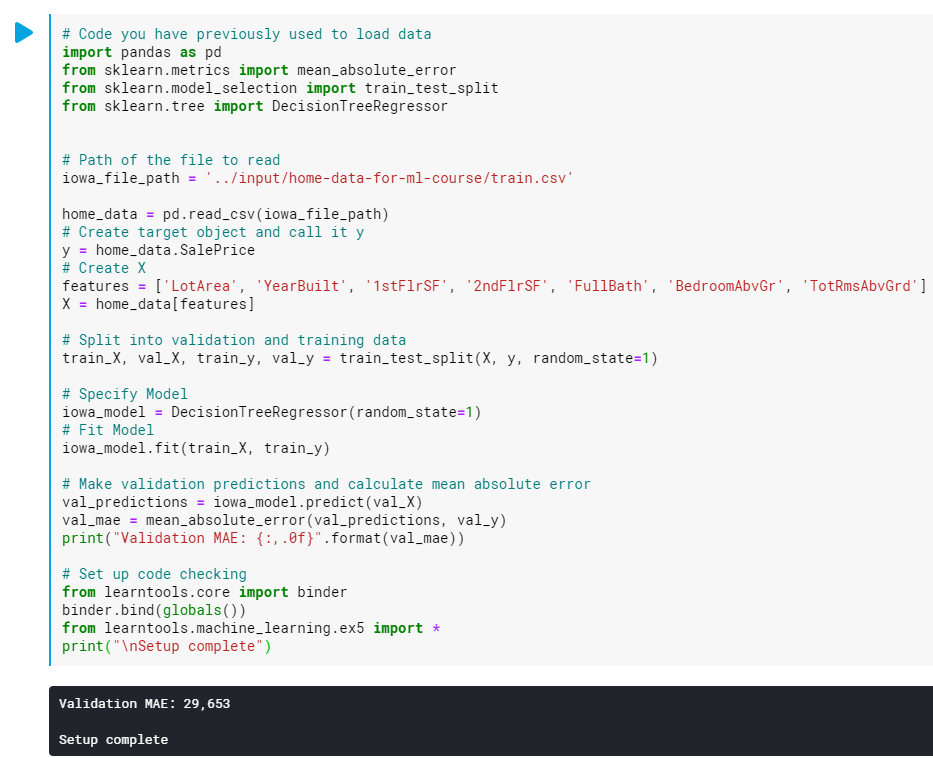 # Code you have previously used to load data
import pandas as pd
from sklearn.metrics import mean_absolute_error
from sklearn.model_selection import train_test_split
from sklearn.tree import DecisionTreeRegressor
# Path of the file to read
iowa_file_path = '../input/home-data-for-ml-course/train.csv'
home_data = pd.read_csv(iowa_file_path)
# Create target object and call it y
y = home_data.SalePrice
# Create X
features = ['LotArea', 'YearBuilt', '1stFlrSF', '2ndFlrSF', 'FullBath', 'BedroomAbvGr', 'TotRmsAbvGrd']
X = home_data[features]
# Split into validation and training data
train_X, val_X, train_y, val_y = train_test_split(X, y, random_state=1)
# Specify Model
iowa_model = DecisionTreeRegressor(random_state=1)
# Fit Model
iowa_model.fit(train_X, train_y)
# Make validation predictions and calculate mean absolute error
val_predictions = iowa_model.predict(val_X)
val_mae = mean_absolute_error(val_predictions, val_y)
print("Validation MAE: {:,.0f}".format(val_mae))
# Set up code checking
from learntools.core import binder
binder.bind(globals())
from learntools.machine_learning.ex5 import *
print("\nSetup complete")
Validation MAE: 29,653
Setup complete